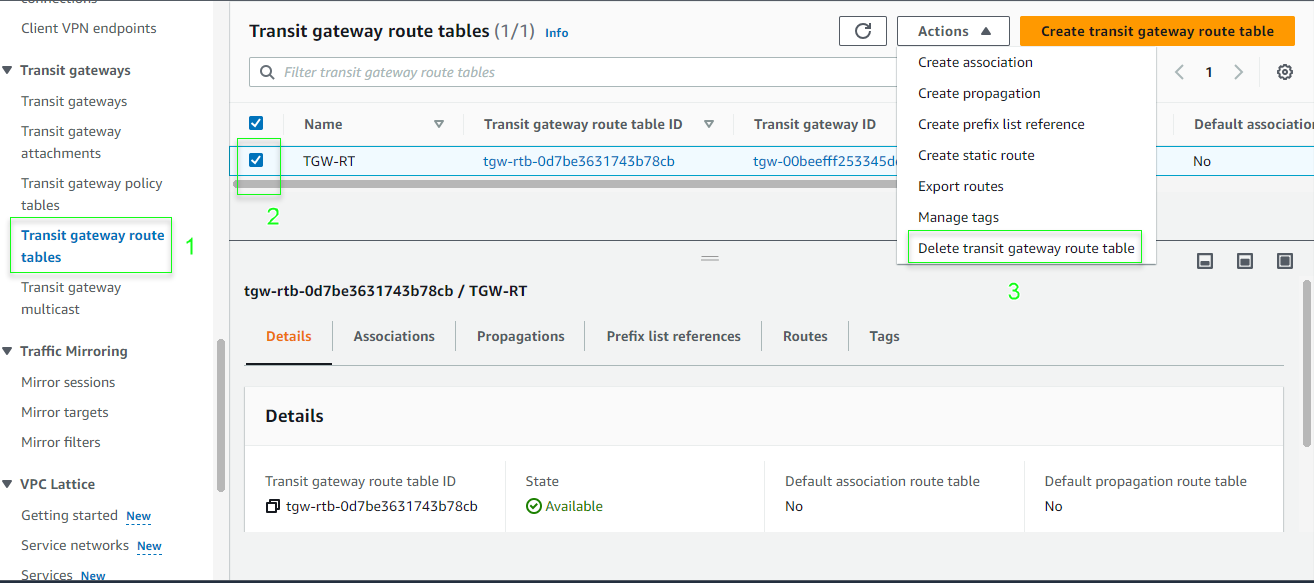 connections
Client VPN endpoints
Transit gateways
Transit gateways
Transit gateway
attachments
Transit gateway policy
tables
Transit gateway route
tables
1
Transit gateway
multicast
Traffic Mirroring
Mirror sessions
Mirror targets
Mirror filters
VPC Lattice
Getting started New
Service networks New
Services New
Transit gateway route tables (1/1) Info
Actions
Create transit gateway route table
Filter transit gateway route tables
1
Create association
Create propagation
Create prefix list reference
Create static route
Export routes
Manage tags
Delete transit gateway route table
3
Name Transit gateway route table ID Transit gateway ID Default association
TGW-RT tgw-rtb-0d7be3631743b78cb tgw-00beefff253345d No
2
tgw-rtb-0d7be3631743b78cb / TGW-RT
Details Associations Propagations Prefix list references Routes Tags
Details
Transit gateway route table ID State Default association route table Default propagation route table
tgw-rtb-0d7be3631743b78cb Available No No